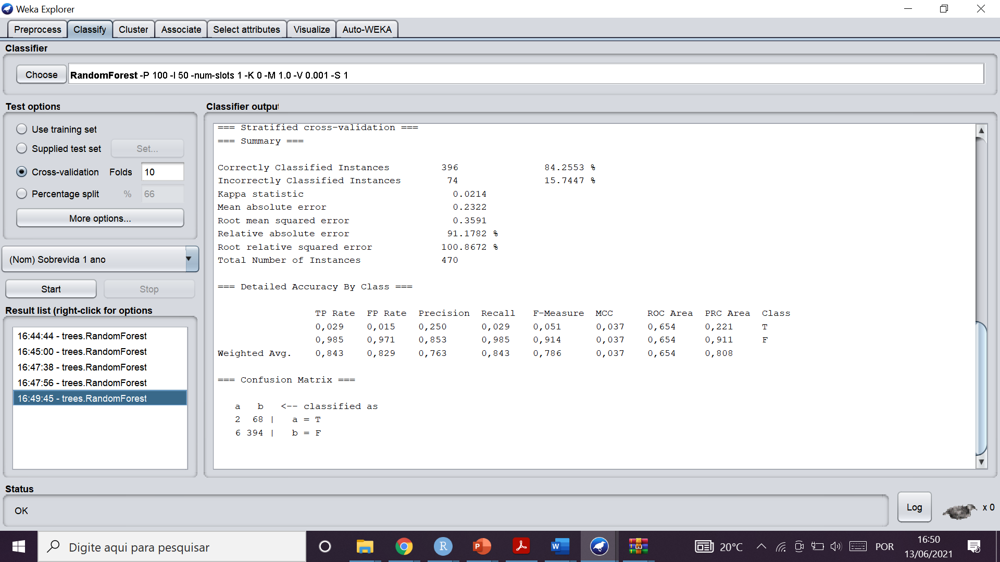 Weka Explorer
Preprocess Classify Cluster Associate Select attributes Visualize Auto-WEKA
Classifier
Choose RandomForest -P 100 -I 50 -num-slots 1 -K 0 -M 1.0 -V 0.001 -S 1
Test options
Use training set
Supplied test set Set...
Cross-validation Folds 10
Percentage split % 66
More options...
(Nom) Sobrevida 1 ano
Start Stop
Result list (right-click for options
16:44:44 - trees.RandomForest
16:45:00 - trees.RandomForest
16:47:38 - trees.RandomForest
16:47:56 - trees.RandomForest
16:49:45 - trees.RandomForest
Classifier output
=== Stratified cross-validation ===
=== Summary ===
Correctly Classified Instances 396 84.2553 %
Incorrectly Classified Instances 74 15.7447 %
Kappa statistic 0.0214
Mean absolute error 0.2322
Root mean squared error 0.3591
Relative absolute error 91.1782 %
Root relative squared error 100.8672 %
Total Number of Instances 470
=== Detailed Accuracy By Class ===
TP Rate FP Rate Precision Recall F-Measure MCC ROC Area PRC Area Class
0,029 0,015 0,250 0,029 0,051 0,037 0,654 0,221 T
0,985 0,971 0,853 0,985 0,914 0,037 0,654 0,911 F
Weighted Avg. 0,843 0,829 0,763 0,843 0,786 0,037 0,654 0,808
=== Confusion Matrix ===
a b <-- classified as
2 68 | a = T
6 394 | b = F
Status
OK
Log x 0
Digite aqui para pesquisar
R
P
W
20°C
POR
16:50
13/06/2021